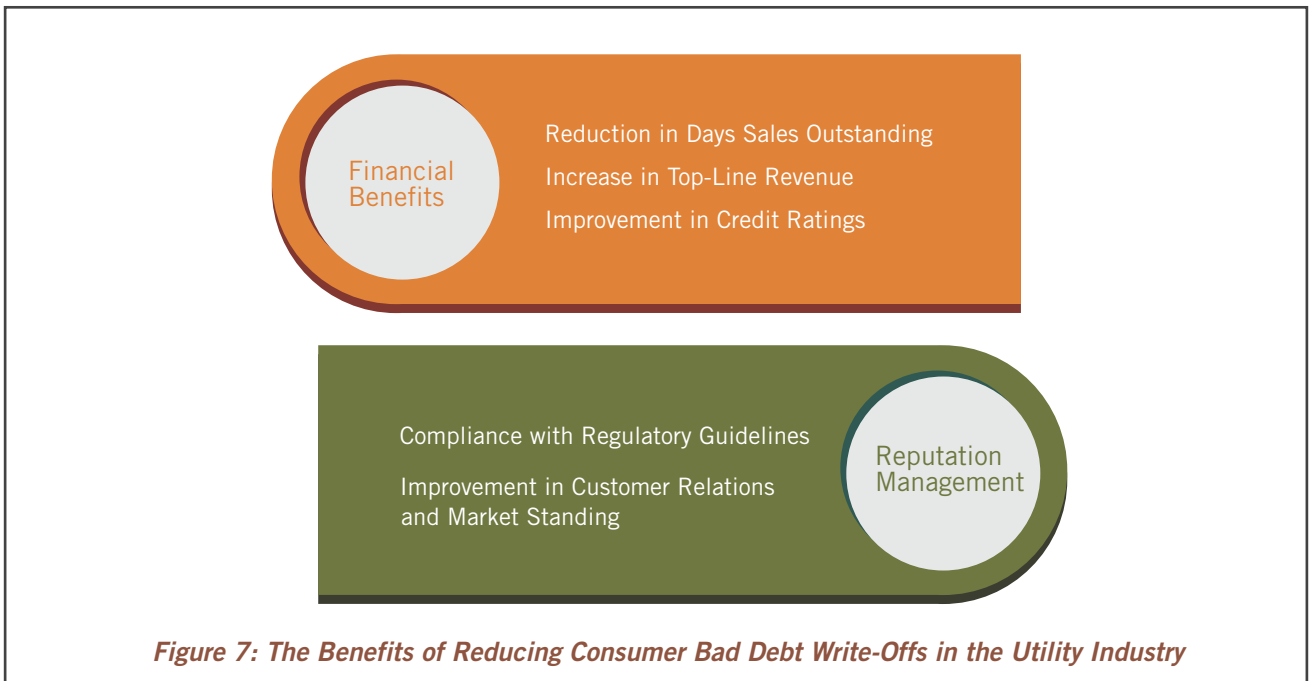 Financial
Benefits
Reduction in Days Sales Outstanding
Increase in Top-Line Revenue
Improvement in Credit Ratings
Compliance with Regulatory Guidelines
Improvement in Customer Relations
and Market Standing
Reputation
Management
Figure 7: The Benefits of Reducing Consumer Bad Debt Write-Offs in the Utility Industry